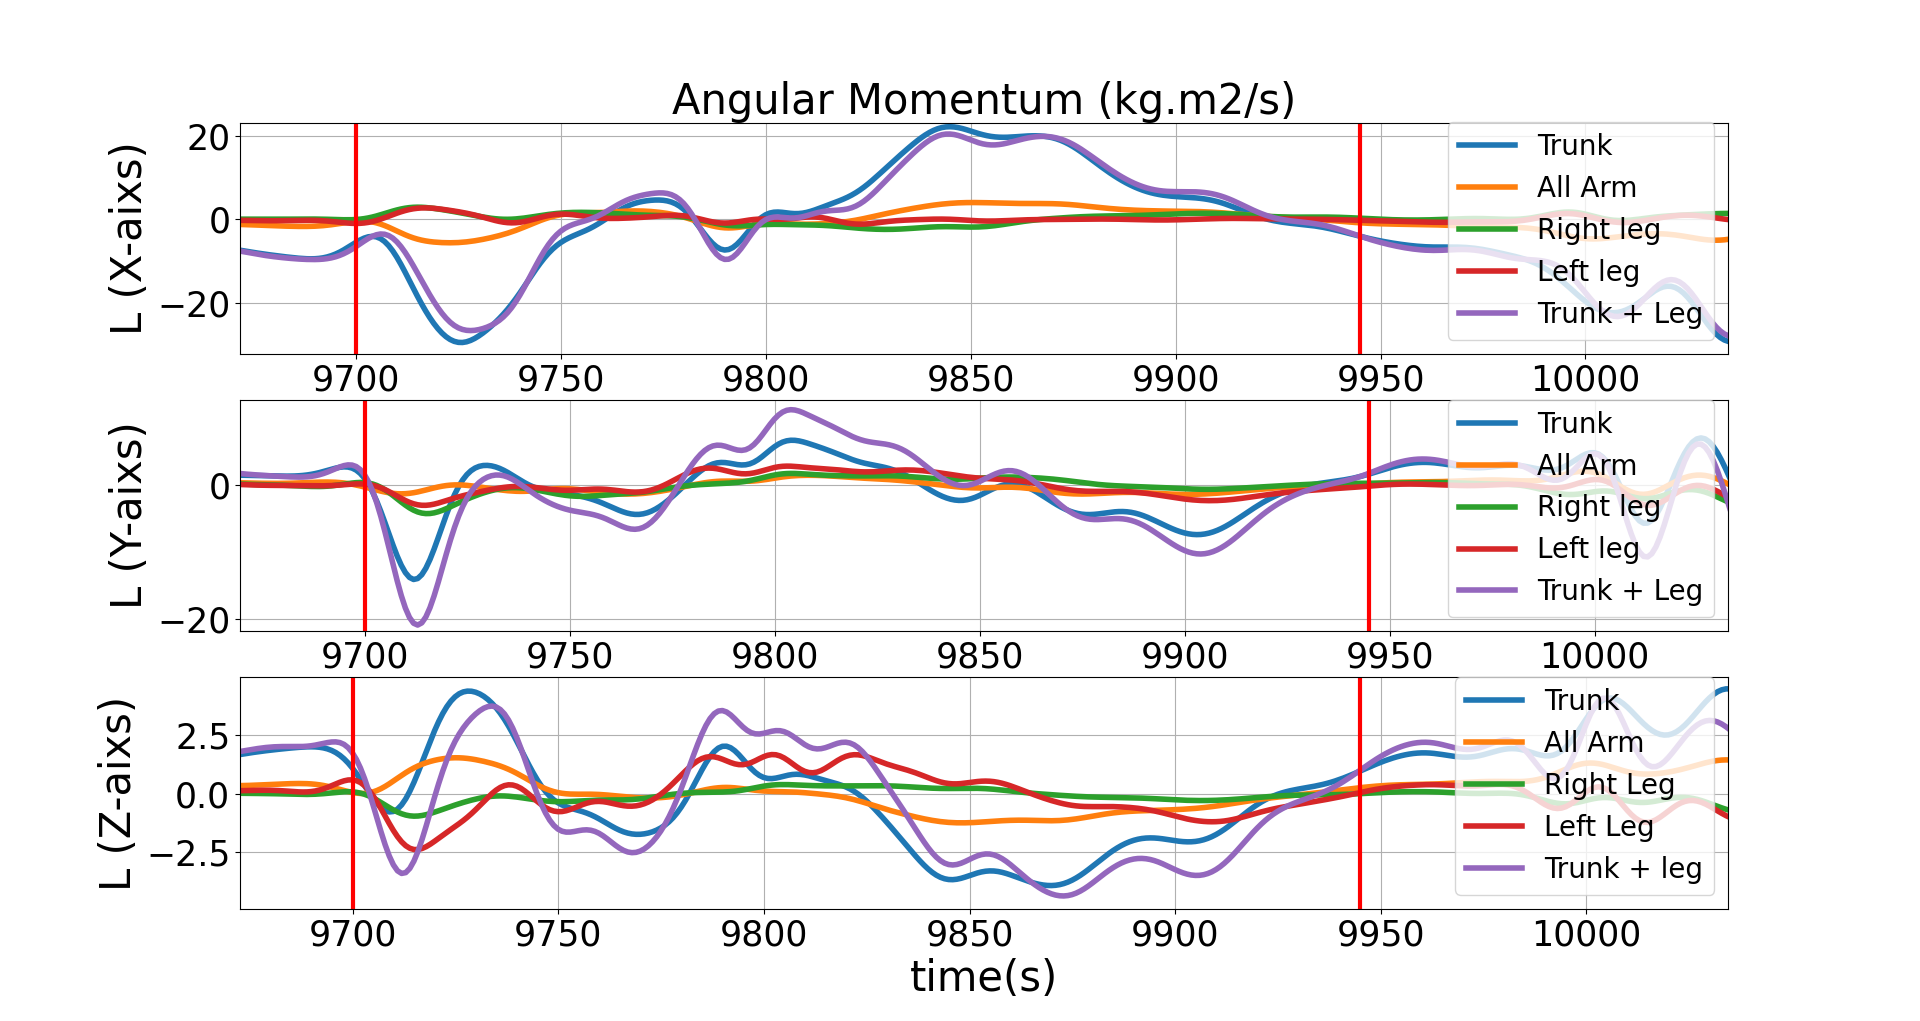 Angular Momentum (kg.m2/s)
L (X-aixs)
20
0
−20
9700 9750 9800 9850 9900 9950 10000
Trunk
All Arm
Right leg
Left leg
Trunk + Leg
L (Y-aixs)
0
−20
9700 9750 9800 9850 9900 9950 10000
Trunk
All Arm
Right leg
Left leg
Trunk + Leg
L (Z-aixs)
2.5
0.0
−2.5
9700 9750 9800 9850 9900 9950 10000
Trunk
All Arm
Right Leg
Left Leg
Trunk + leg
time(s)